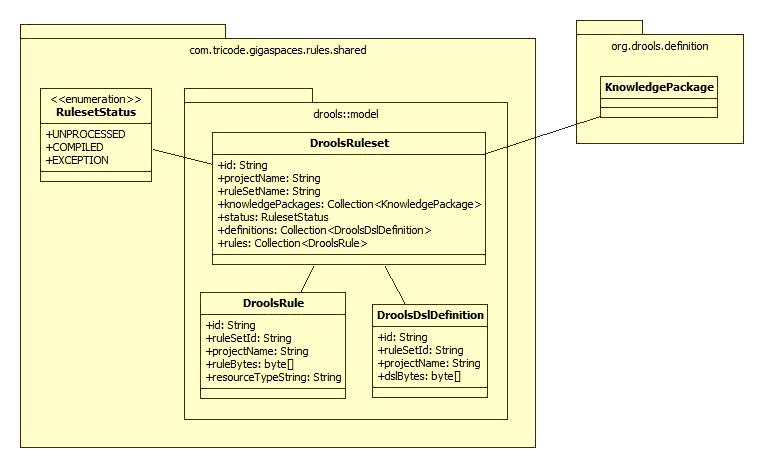 com.tricode.gigaspaces.rules.shared
<<enumeration>>
RulesetStatus
+UNPROCESSED
+COMPILED
+EXCEPTION
drools::model
DroolsRuleset
+id: String
+projectName: String
+ruleSetName: String
+knowledgePackages: Collection<KnowledgePackage>
+status: RulesetStatus
+definitions: Collection<DroolsDslDefinition>
+rules: Collection<DroolsRule>
DroolsRule
+id: String
+ruleSetId: String
+projectName: String
+ruleBytes: byte[]
+resourceTypeString: String
DroolsDslDefinition
+id: String
+ruleSetId: String
+projectName: String
+dslBytes: byte[]
org.drools.definition
KnowledgePackage